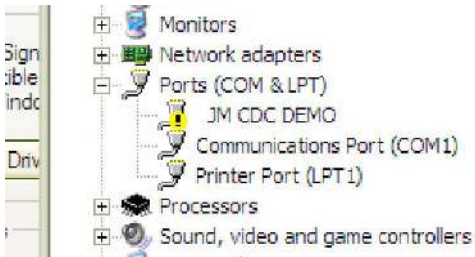 Monitors
Sign
Network adapters
tible
Ports (COM & LPT)
JM CDC DEMO
Communications Port (COM1)
Driv
Printer Port (LPT1)
Processors
Sound, video and game controllers